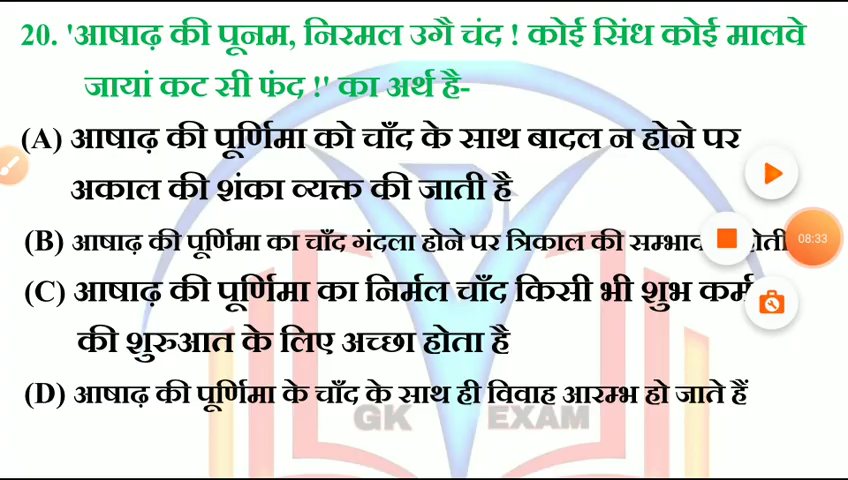 20. 'आषाढ़ की पूनम, निरमल उगै चंद ! कोई सिंध कोई मालवे
जायां कट सी फंद !' का अर्थ है-
(A) आषाढ़ की पूर्णिमा को चाँद के साथ बादल न होने पर
अकाल की शंका व्यक्त की जाती है
(B) आषाढ़ की पूर्णिमा का चाँद गंदला होने पर त्रिकाल की
08:33
(C) आषाढ़ की पूर्णिमा का निर्मल चाँद किसी भी शुभ कर्म
की शुरुआत के लिए अच्छा होता है
(D) आषाढ़ की पूर्णिमा के चाँद के साथ ही विवाह आरम्भ हो जाते हैं
GK EXAM